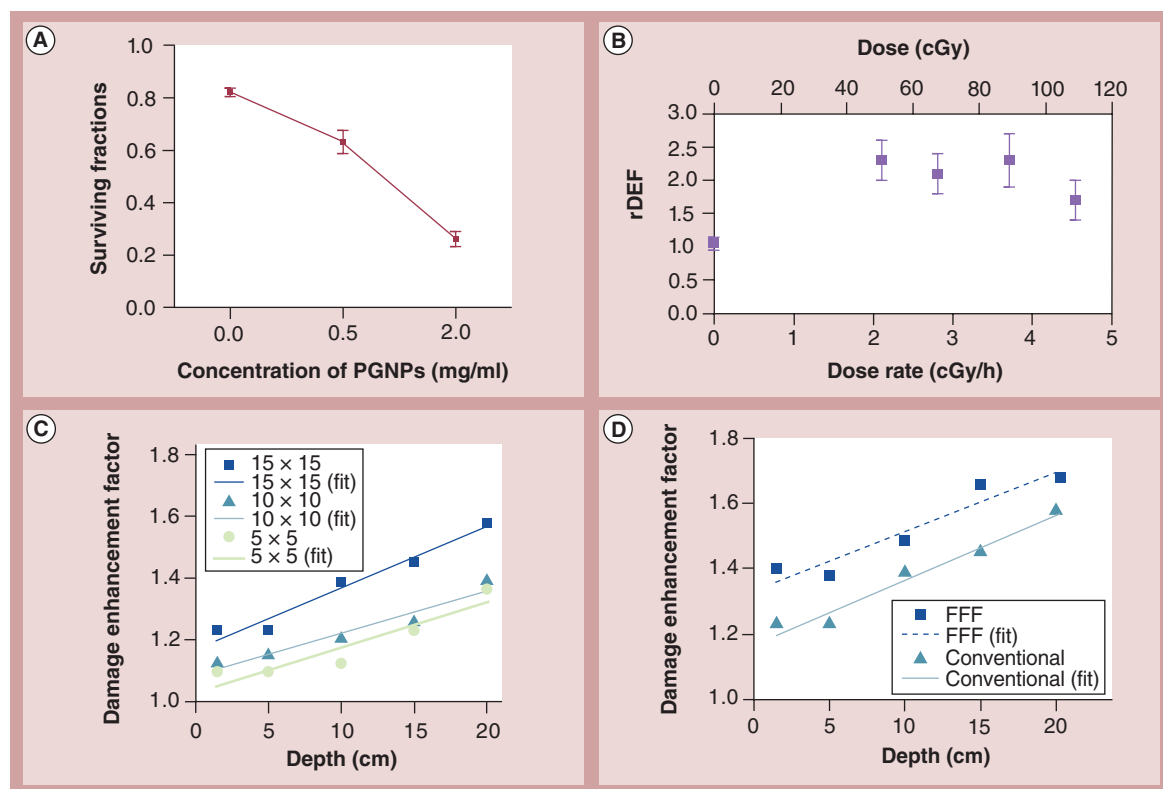 A
1.0
0.8
0.6
0.4
0.2
0.0
Surviving fractions
0.0 0.5 2.0
Concentration of PGNPs (mg/ml)
B
Dose (cGy)
0 20 40 60 80 100 120
3.0
2.5
2.0
1.5
1.0
0.5
0.0
rDEF
0 1 2 3 4 5
Dose rate (cGy/h)
C
Damage enhancement factor
1.8
1.6
1.4
1.2
1.0
15 × 15
15 × 15 (fit)
10 × 10
10 × 10 (fit)
5 × 5
5 × 5 (fit)
0 5 10 15 20
Depth (cm)
D
Damage enhancement factor
1.8
1.6
1.4
1.2
1.0
FFF
FFF (fit)
Conventional
Conventional (fit)
0 5 10 15 20
Depth (cm)